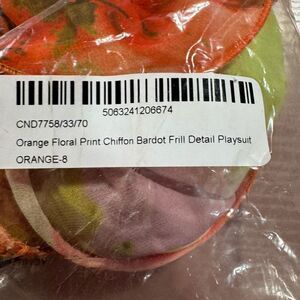 5063241206674
CND7758/33/70
Orange Floral Print Chiffon Bardot Frill Detail Playsuit
ORANGE-8